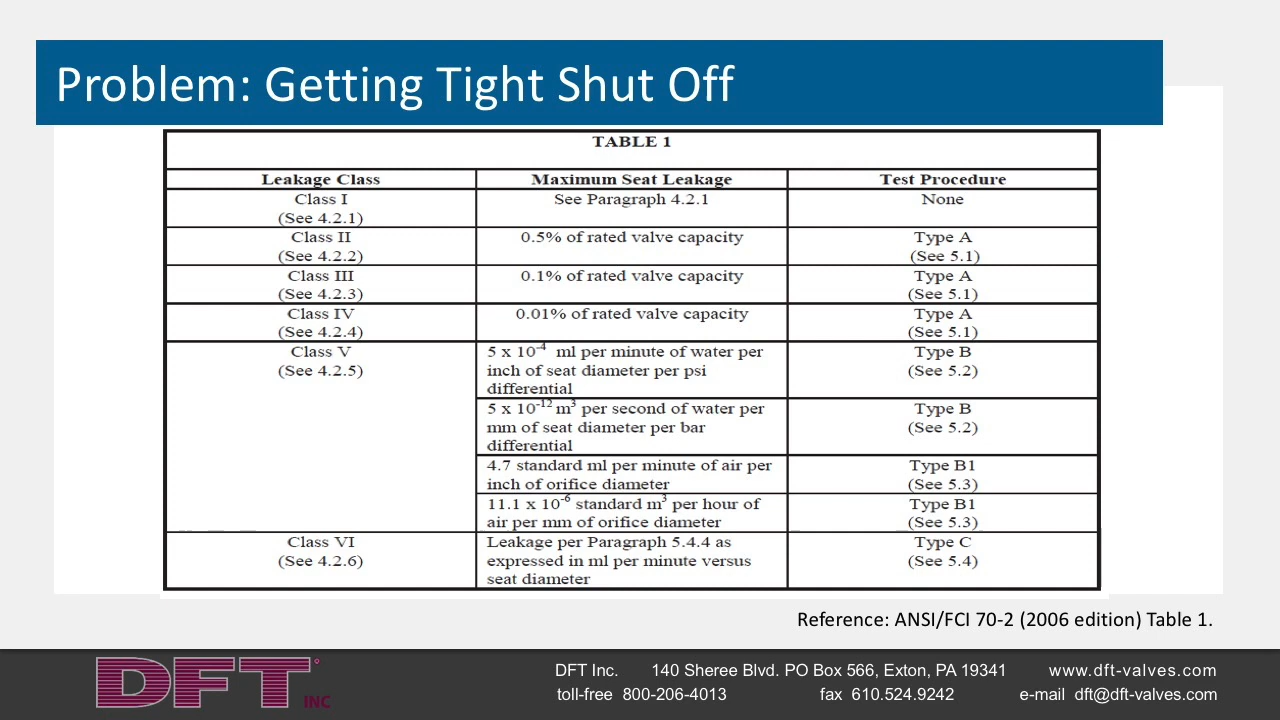 Problem: Getting Tight Shut Off
TABLE 1
Leakage Class Maximum Seat Leakage Test Procedure
Class I See Paragraph 4.2.1 None
(See 4.2.1)
Class II 0.5% of rated valve capacity Type A
(See 4.2.2) (See 5.1)
Class III 0.1% of rated valve capacity Type A
(See 4.2.3) (See 5.1)
Class IV 0.01% of rated valve capacity Type A
(See 4.2.4) (See 5.1)
Class V 5 x 10⁻⁴ ml per minute of water per Type B
(See 4.2.5) inch of seat diameter per psi (See 5.2)
differential
5 x 10⁻¹² m³ per second of water per Type B
mm of seat diameter per bar (See 5.2)
differential
4.7 standard ml per minute of air per Type B1
inch of orifice diameter (See 5.3)
11.1 x 10⁻⁶ standard m³ per hour of Type B1
air per mm of orifice diameter (See 5.3)
Class VI Leakage per Paragraph 5.4.4 as Type C
(See 4.2.6) expressed in ml per minute versus (See 5.4)
seat diameter
Reference: ANSI/FCI 70-2 (2006 edition) Table 1.
DFT INC
DFT Inc. 140 Sheree Blvd. PO Box 566, Exton, PA 19341 www.dft-valves.com
toll-free 800-206-4013 fax 610.524.9242 e-mail dft@dft-valves.com